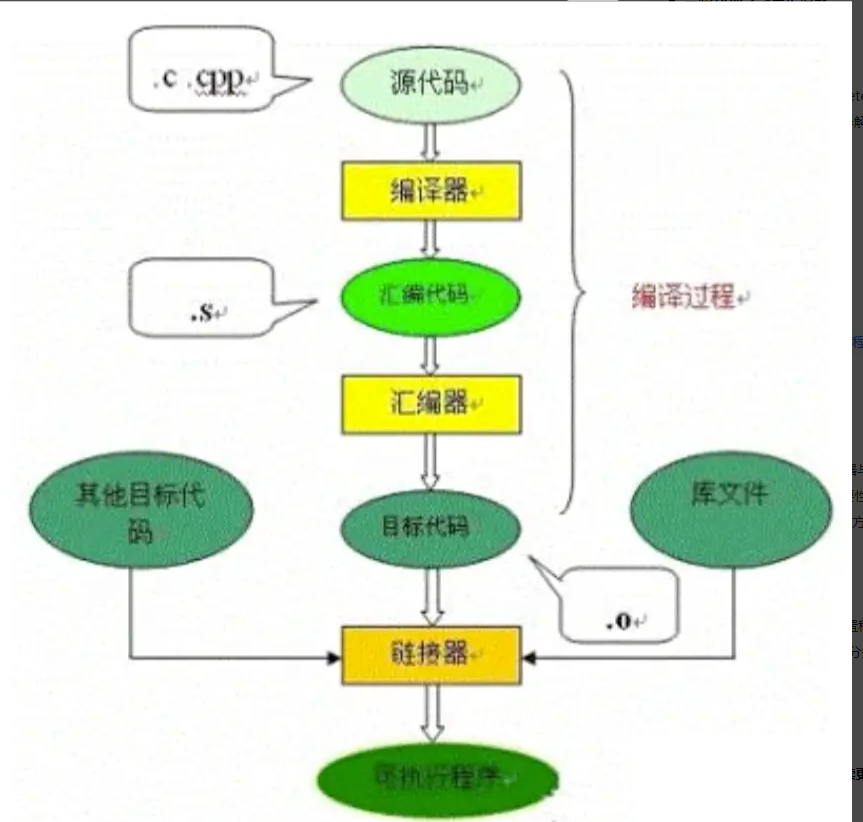 .c .cpp
源代码
编译器
汇编代码
.s
编译过程
汇编器
其他目标代
码
目标代码
库文件
.o
链接器
可执行程序